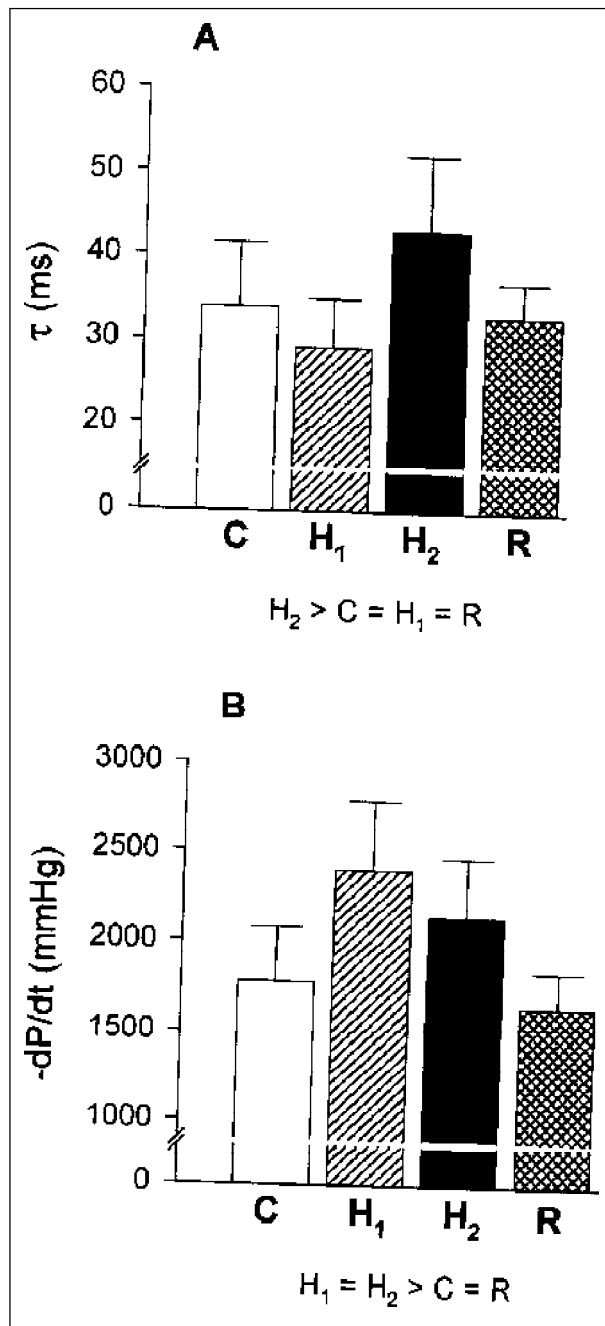 A
60
50
40
30
20
0
τ (ms)
C H₁ H₂ R
H₂ > C = H₁ = R
B
3000
2500
2000
1500
1000
0
-dP/dt (mmHg)
C H₁ H₂ R
H₁ = H₂ > C = R